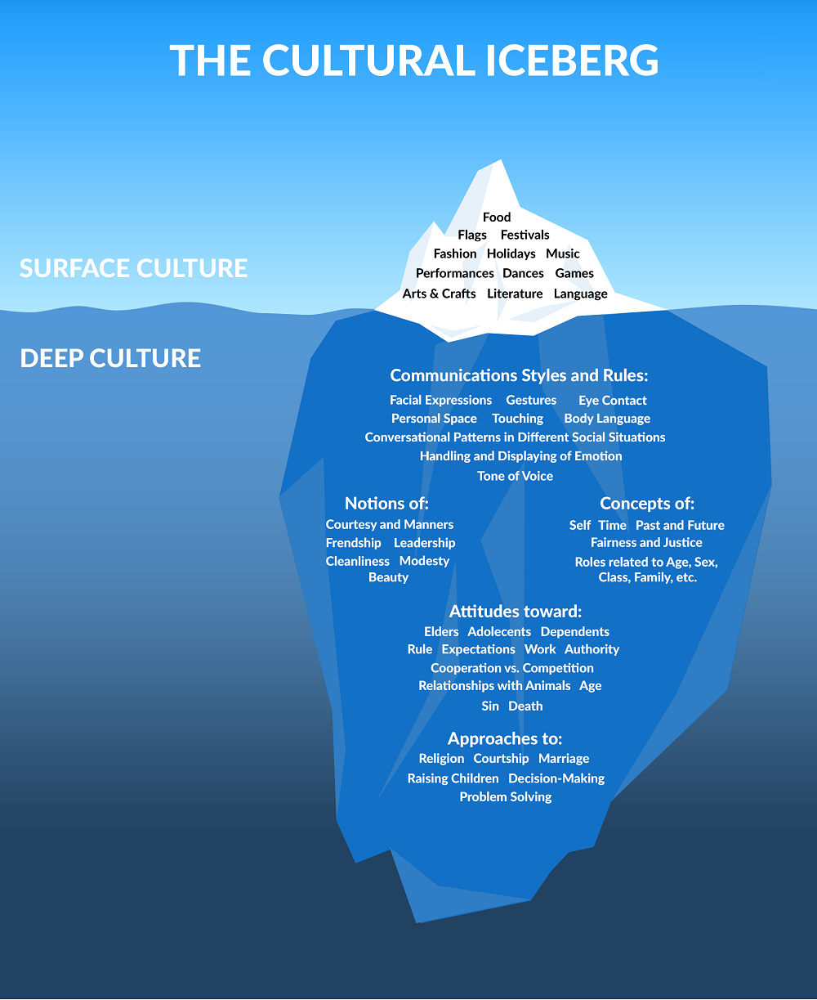 THE CULTURAL ICEBERG
Food
Flags Festivals
Fashion Holidays Music
SURFACE CULTURE
Performances Dances Games
Arts & Crafts Literature Language
DEEP CULTURE
Communications Styles and Rules:
Facial Expressions Gestures Eye Contact
Personal Space Touching Body Language
Conversational Patterns in Different Social Situations
Handling and Displaying of Emotion
Tone of Voice
Notions of:
Courtesy and Manners
Frendship Leadership
Cleanliness Modesty
Beauty
Concepts of:
Self Time Past and Future
Fairness and Justice
Roles related to Age, Sex,
Class, Family, etc.
Attitudes toward:
Elders Adolecents Dependents
Rule Expectations Work Authority
Cooperation vs. Competition
Relationships with Animals Age
Sin Death
Approaches to:
Religion Courtship Marriage
Raising Children Decision-Making
Problem Solving